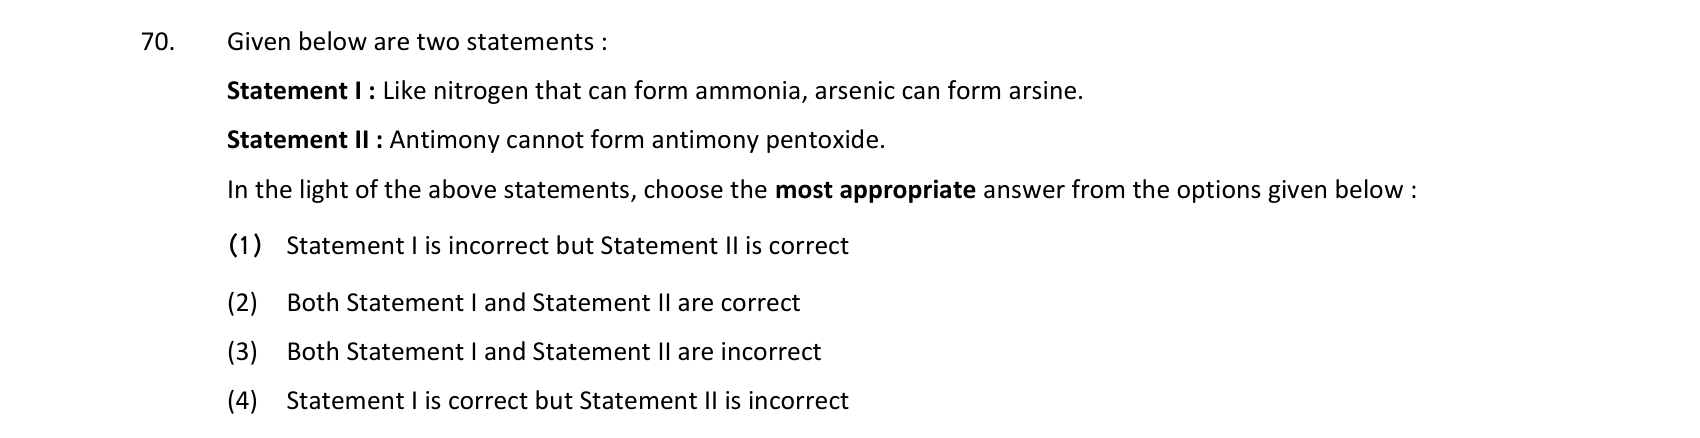 70. Given below are two statements :
Statement I : Like nitrogen that can form ammonia, arsenic can form arsine.
Statement II : Antimony cannot form antimony pentoxide.
In the light of the above statements, choose the most appropriate answer from the options given below :
(1) Statement I is incorrect but Statement II is correct
(2) Both Statement I and Statement II are correct
(3) Both Statement I and Statement II are incorrect
(4) Statement I is correct but Statement II is incorrect